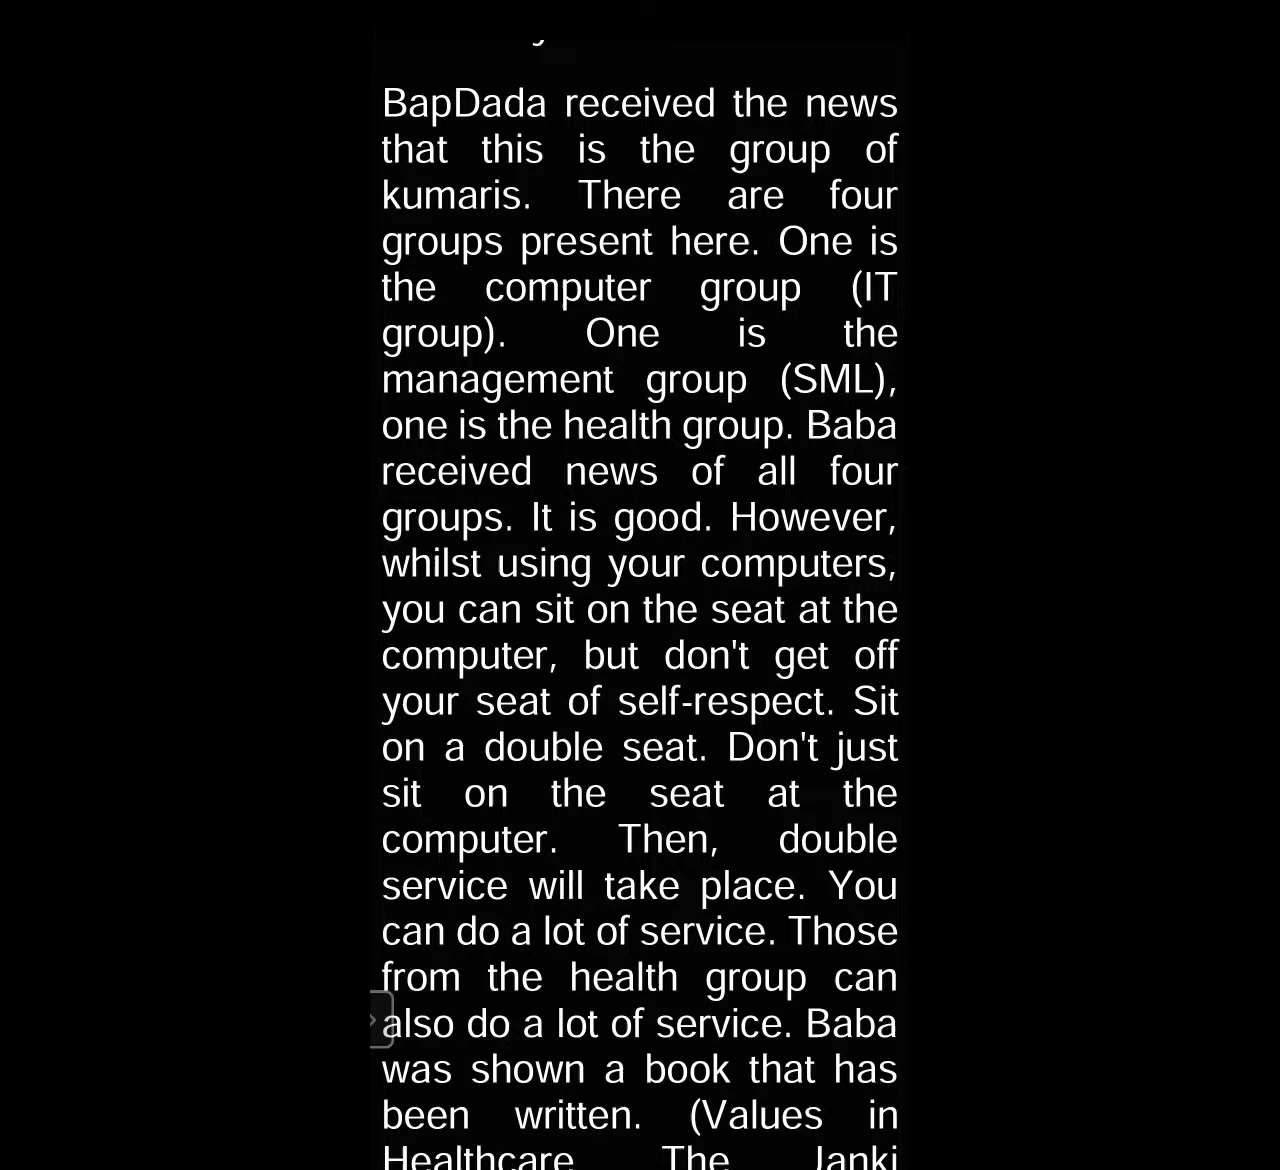 BapDada received the news
that this is the group of
kumaris. There are four
groups present here. One is
the computer group (IT
group). One is the
management group (SML),
one is the health group. Baba
received news of all four
groups. It is good. However,
whilst using your computers,
you can sit on the seat at the
computer, but don't get off
your seat of self-respect. Sit
on a double seat. Don't just
sit on the seat at the
computer. Then, double
service will take place. You
can do a lot of service. Those
from the health group can
also do a lot of service. Baba
was shown a book that has
been written. (Values in
Healthcare The Janki